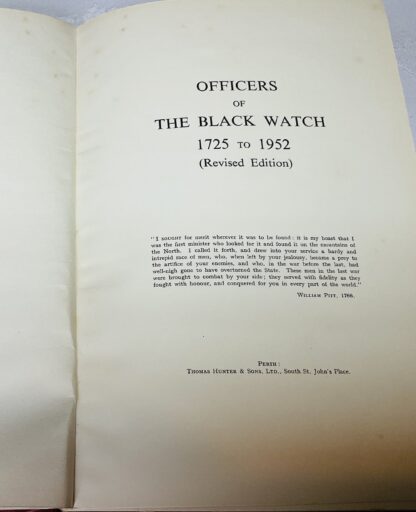 OFFICERS
OF
THE BLACK WATCH
1725 TO 1952
(Revised Edition)
" I SOUGHT for merit wherever it was to be found: it is my boast that I
was the first minister who looked for it and found it on the mountains of
the North. I called it forth, and drew into your service a hardy and
intrepid race of men, who, when left by your jealousy, became a prey to
the artifice of your enemies, and who, in the war before the last, had
well-nigh gone to have overturned the State. These men in the last war
were brought to combat by your side; they served with fidelity as they
fought with honour, and conquered for you in every part of the world."
WILLIAM PITT, 1766.
PERTH:
THOMAS HUNTER & SONS, LTD., SOUTH ST. JOHN'S PLACE.